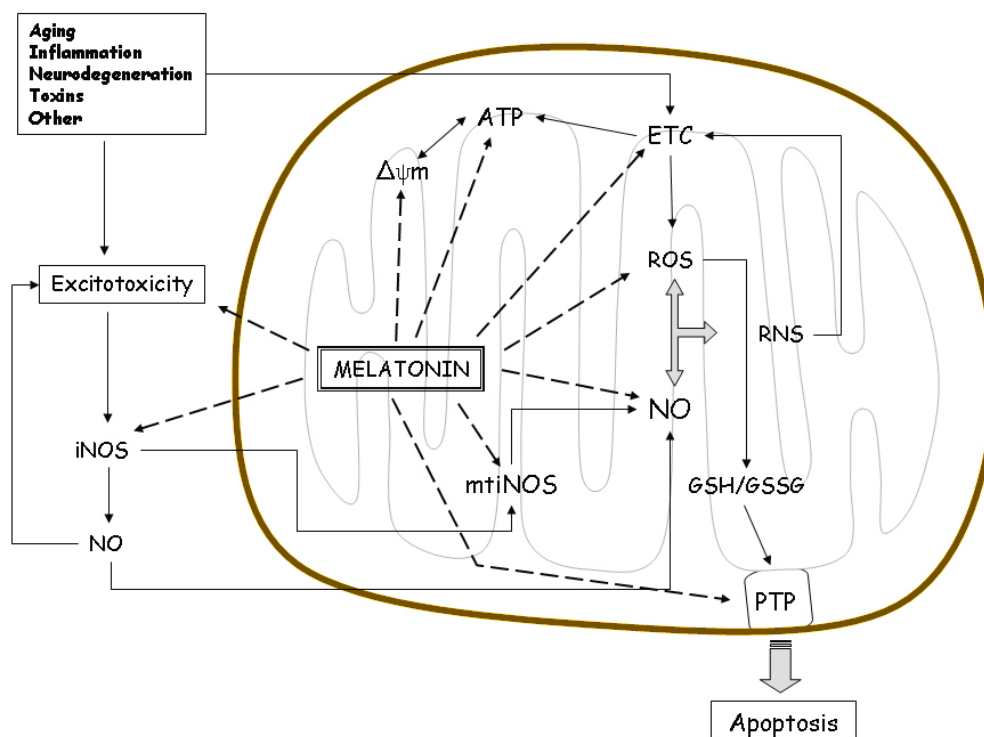 Aging
Inflammation
Neurodegeneration
Toxins
Other
ATP
ETC
Δψm
ROS
Excitotoxicity
RNS
MELATONIN
NO
iNOS
mtiNOS
GSH/GSSG
NO
PTP
Apoptosis